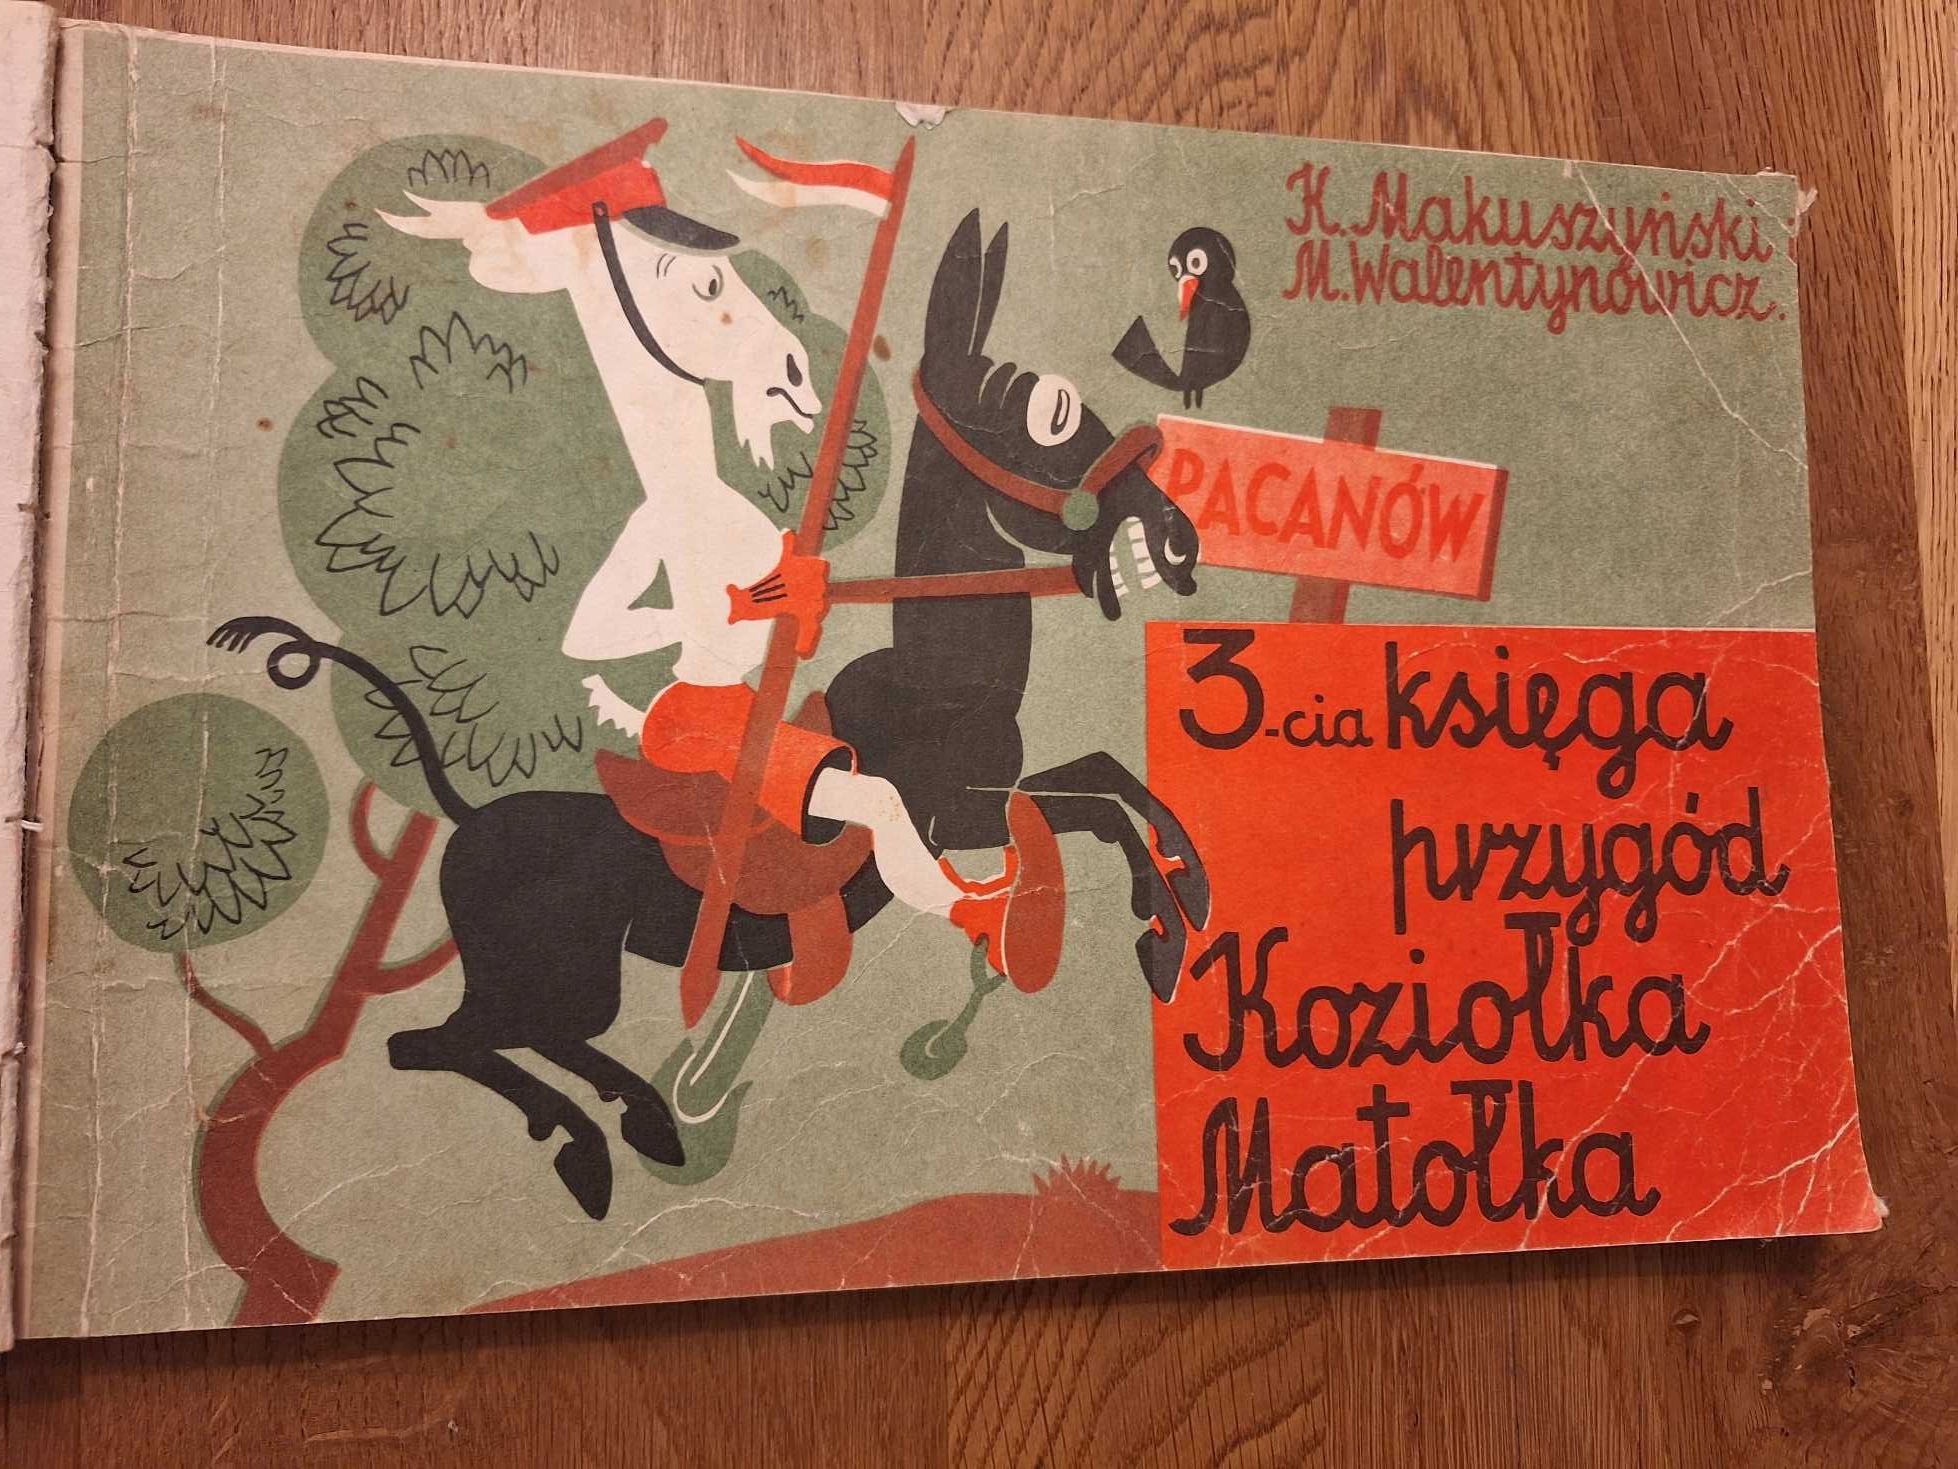 K. Makuszyński i
M. Walentynowicz.
PACANÓW
3-cia księga
przygód
Koziołka
Matołka